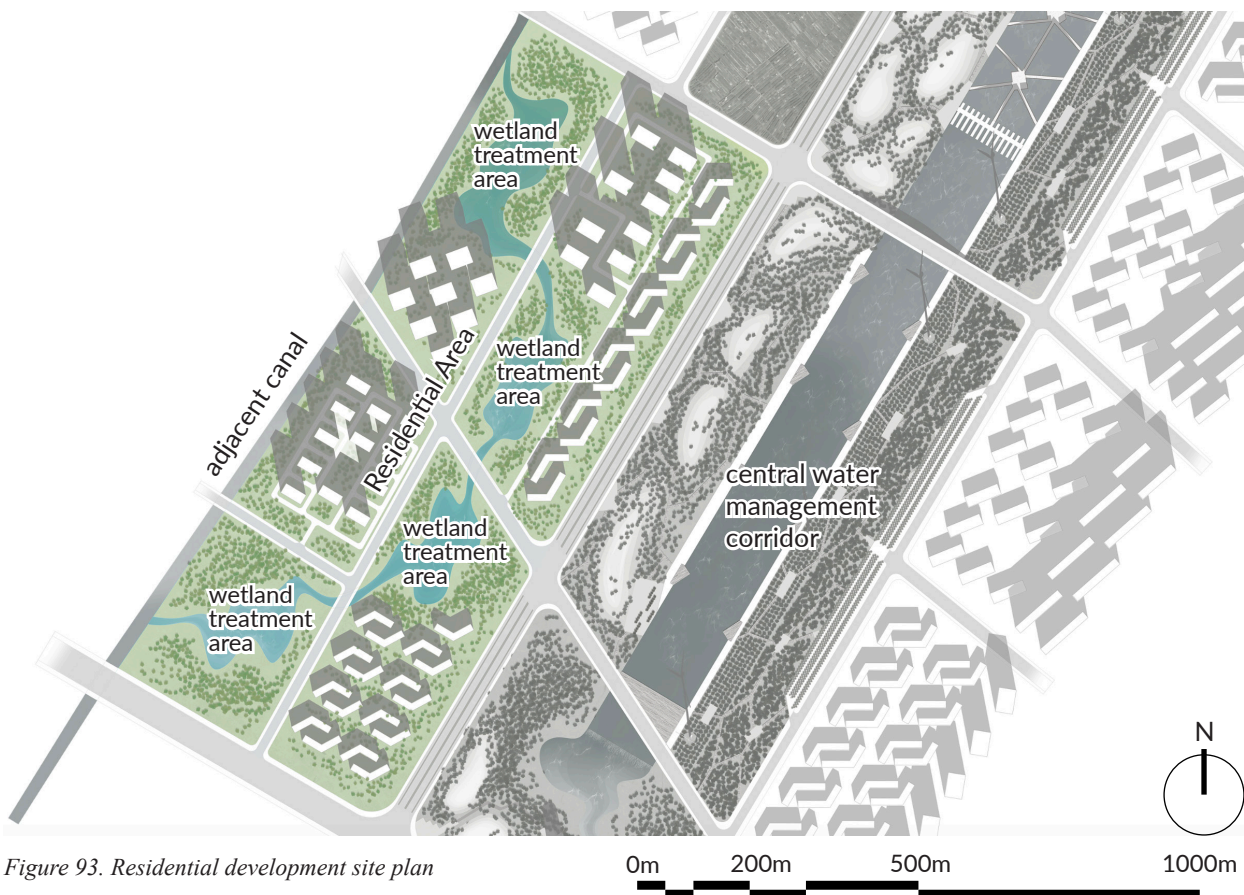 wetland
treatment
area
wetland
treatment
area
adjacent canal
Residential Area
central water
management
corridor
wetland
treatment
area
wetland
treatment
area
N
Figure 93. Residential development site plan
0m 200m 500m 1000m